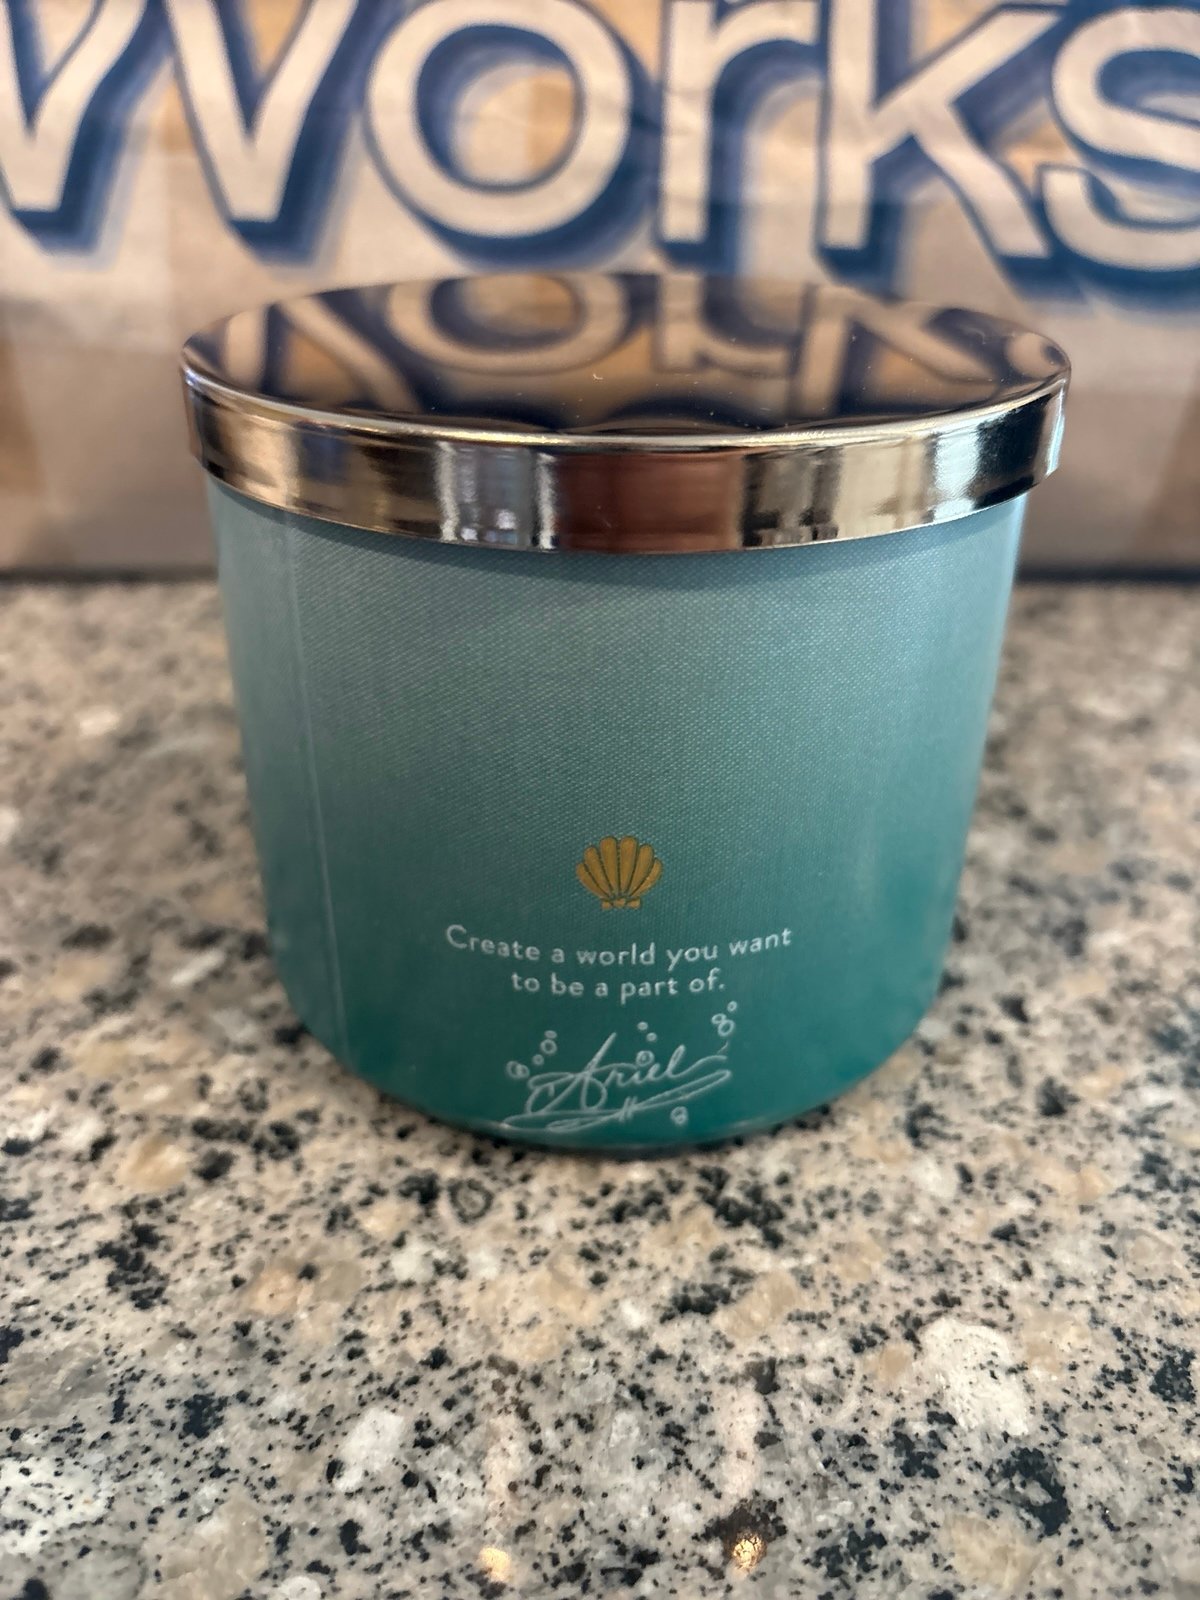 Works
Create a world you want
to be a part of.
Ariel